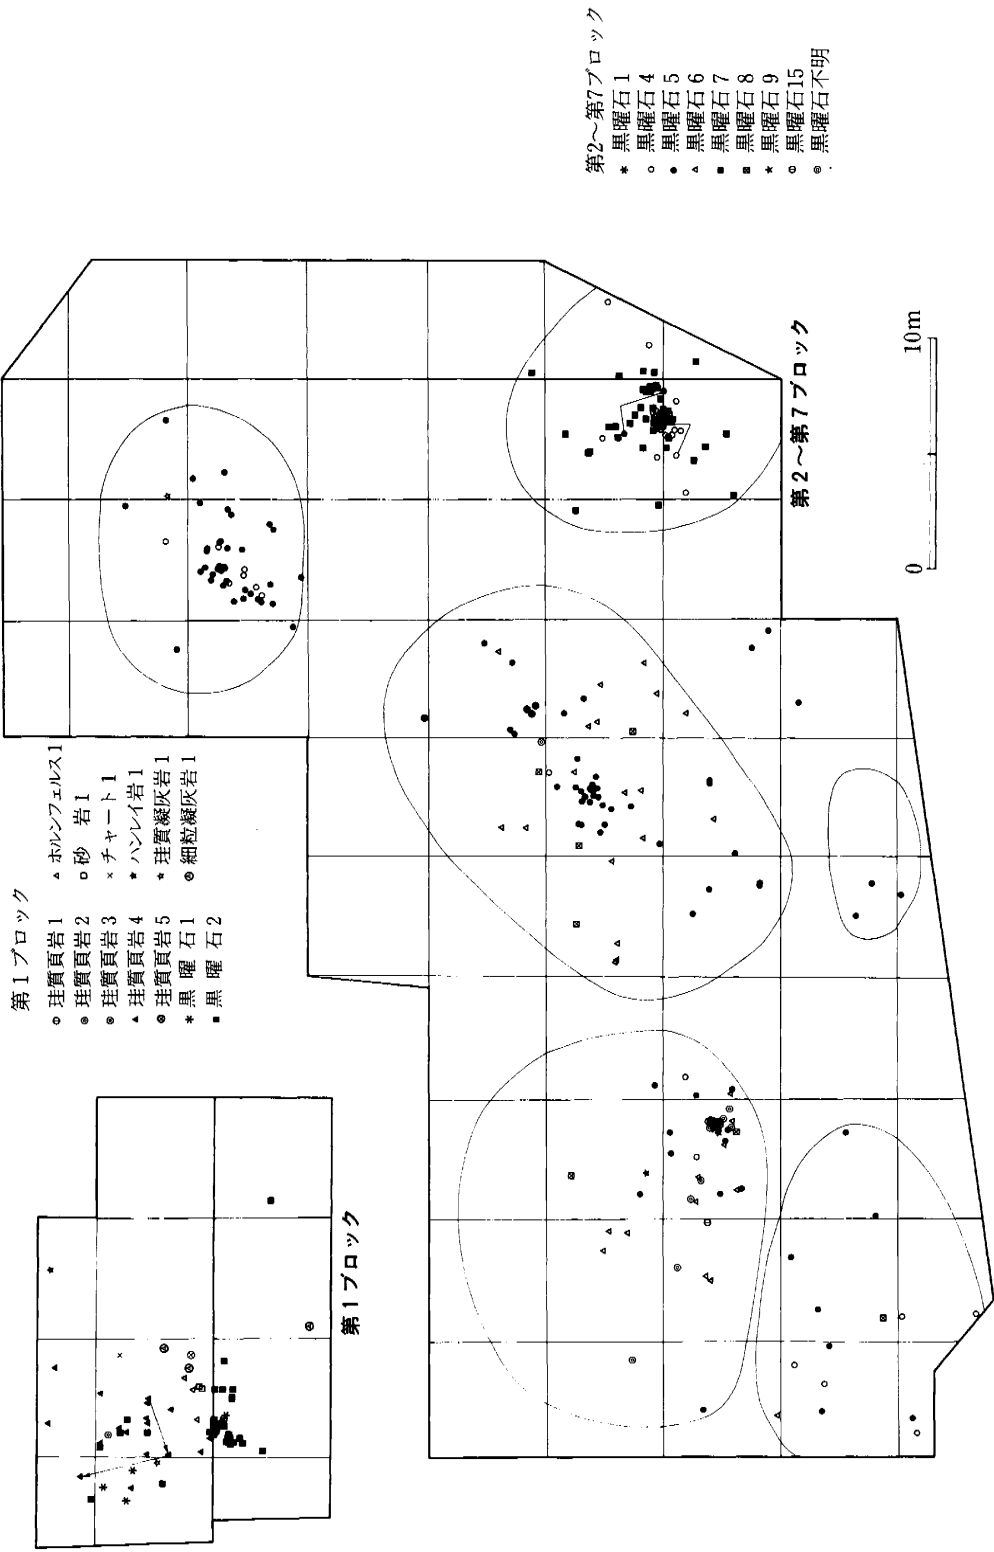 第1ブロック
⦶ 珪質頁岩1
◎ 珪質頁岩2
◎ 珪質頁岩3
▲ 珪質頁岩4
⊗ 珪質頁岩5
* 黒曜石1
■ 黒曜石2
▵ ホルンフェルス1
□ 砂岩1
× チャート1
★ ハンレイ岩1
★ 珪質凝灰岩1
細粒凝灰岩1
第1ブロック
第2～第7ブロック
* 黒曜石1
○ 黒曜石4
● 黒曜石5
△ 黒曜石6
■ 黒曜石7
⊠ 黒曜石8
★ 黒曜石9
⦶ 黒曜石15
◎ 黒曜石不明
第2～第7ブロック
0 10m